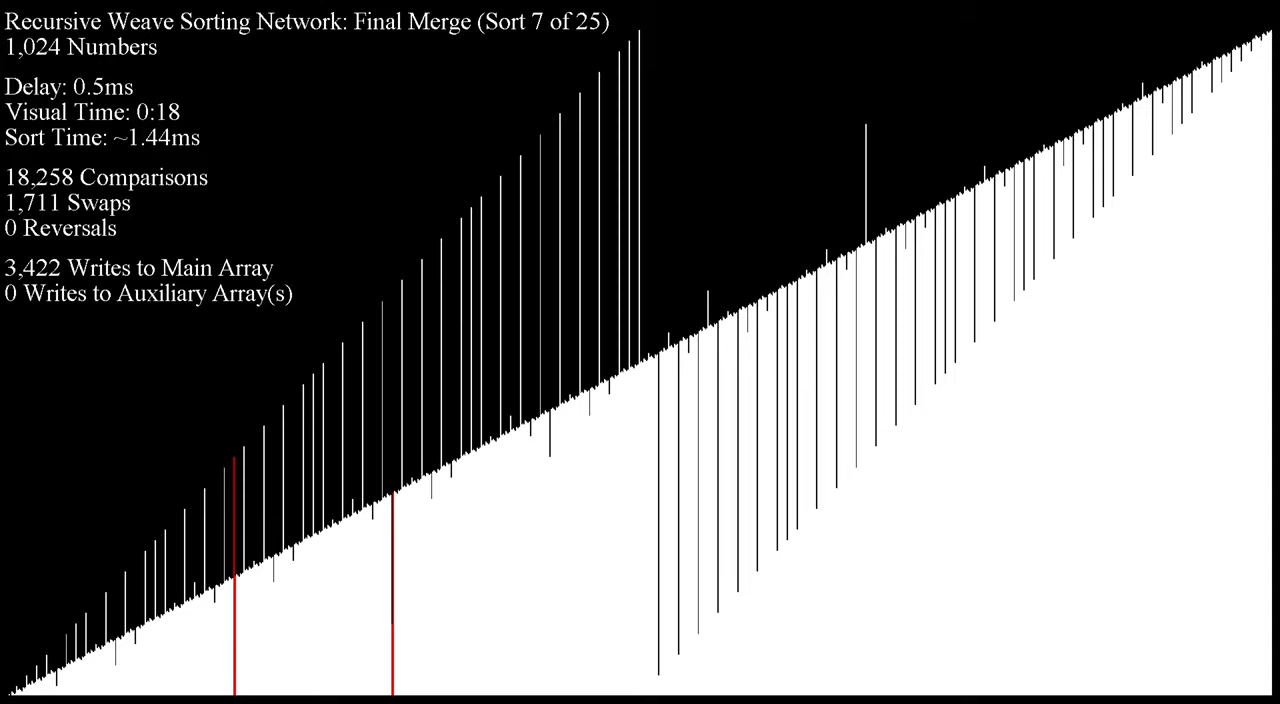 Recursive Weave Sorting Network: Final Merge (Sort 7 of 25)
1,024 Numbers
Delay: 0.5ms
Visual Time: 0:18
Sort Time: ~1.44ms
18,258 Comparisons
1,711 Swaps
0 Reversals
3,422 Writes to Main Array
0 Writes to Auxiliary Array(s)